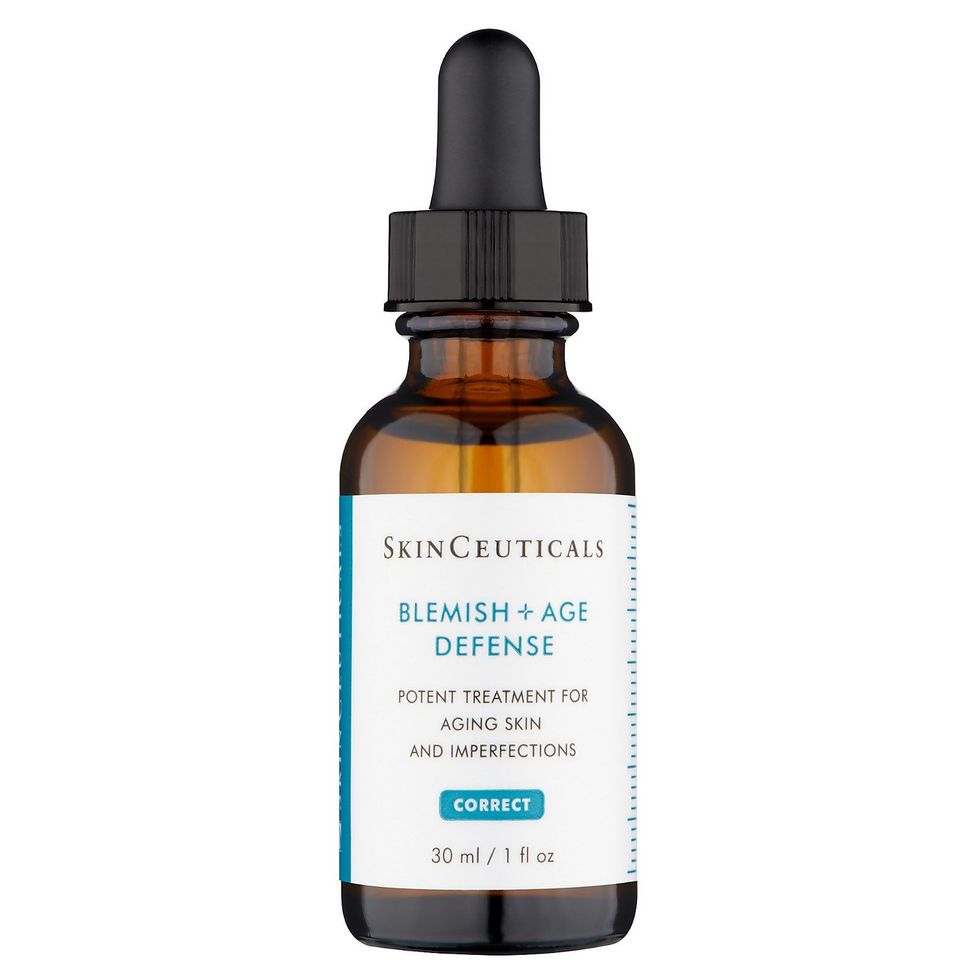 SKINCEUTICALS
BLEMISH + AGE
DEFENSE
POTENT TREATMENT FOR
AGING SKIN
AND IMPERFECTIONS
CORRECT
30 ml / 1 fl oz